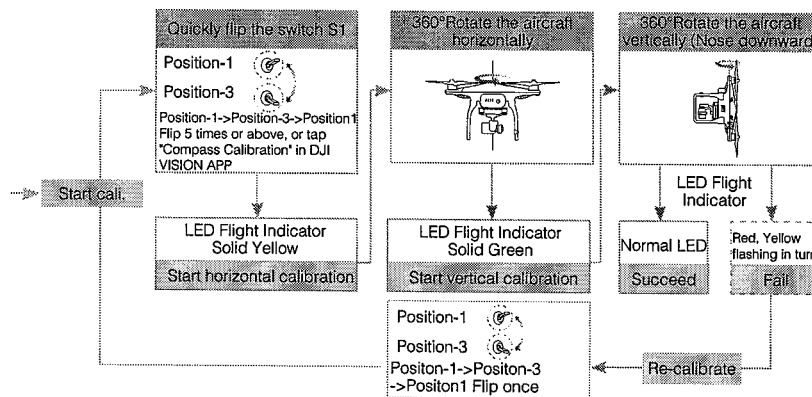 Quickly flip the switch S1
Position-1
Position-3
Position-1->Position-3->Position1
Flip 5 times or above, or tap
"Compass Calibration" in DJI
VISION APP
360°Rotate the aircraft
horizontally
360°Rotate the aircraft
vertically (Nose downward
Start cali.
LED Flight Indicator
Solid Yellow
Start horizontal calibration
LED Flight Indicator
Solid Green
Start vertical calibration
LED Flight
Indicator
Normal LED
Succeed
Red, Yellow
flashing in turn
Fail
Position-1
Position-3
Positon-1->Positon-3
->Positon1 Flip once
Re-calibrate